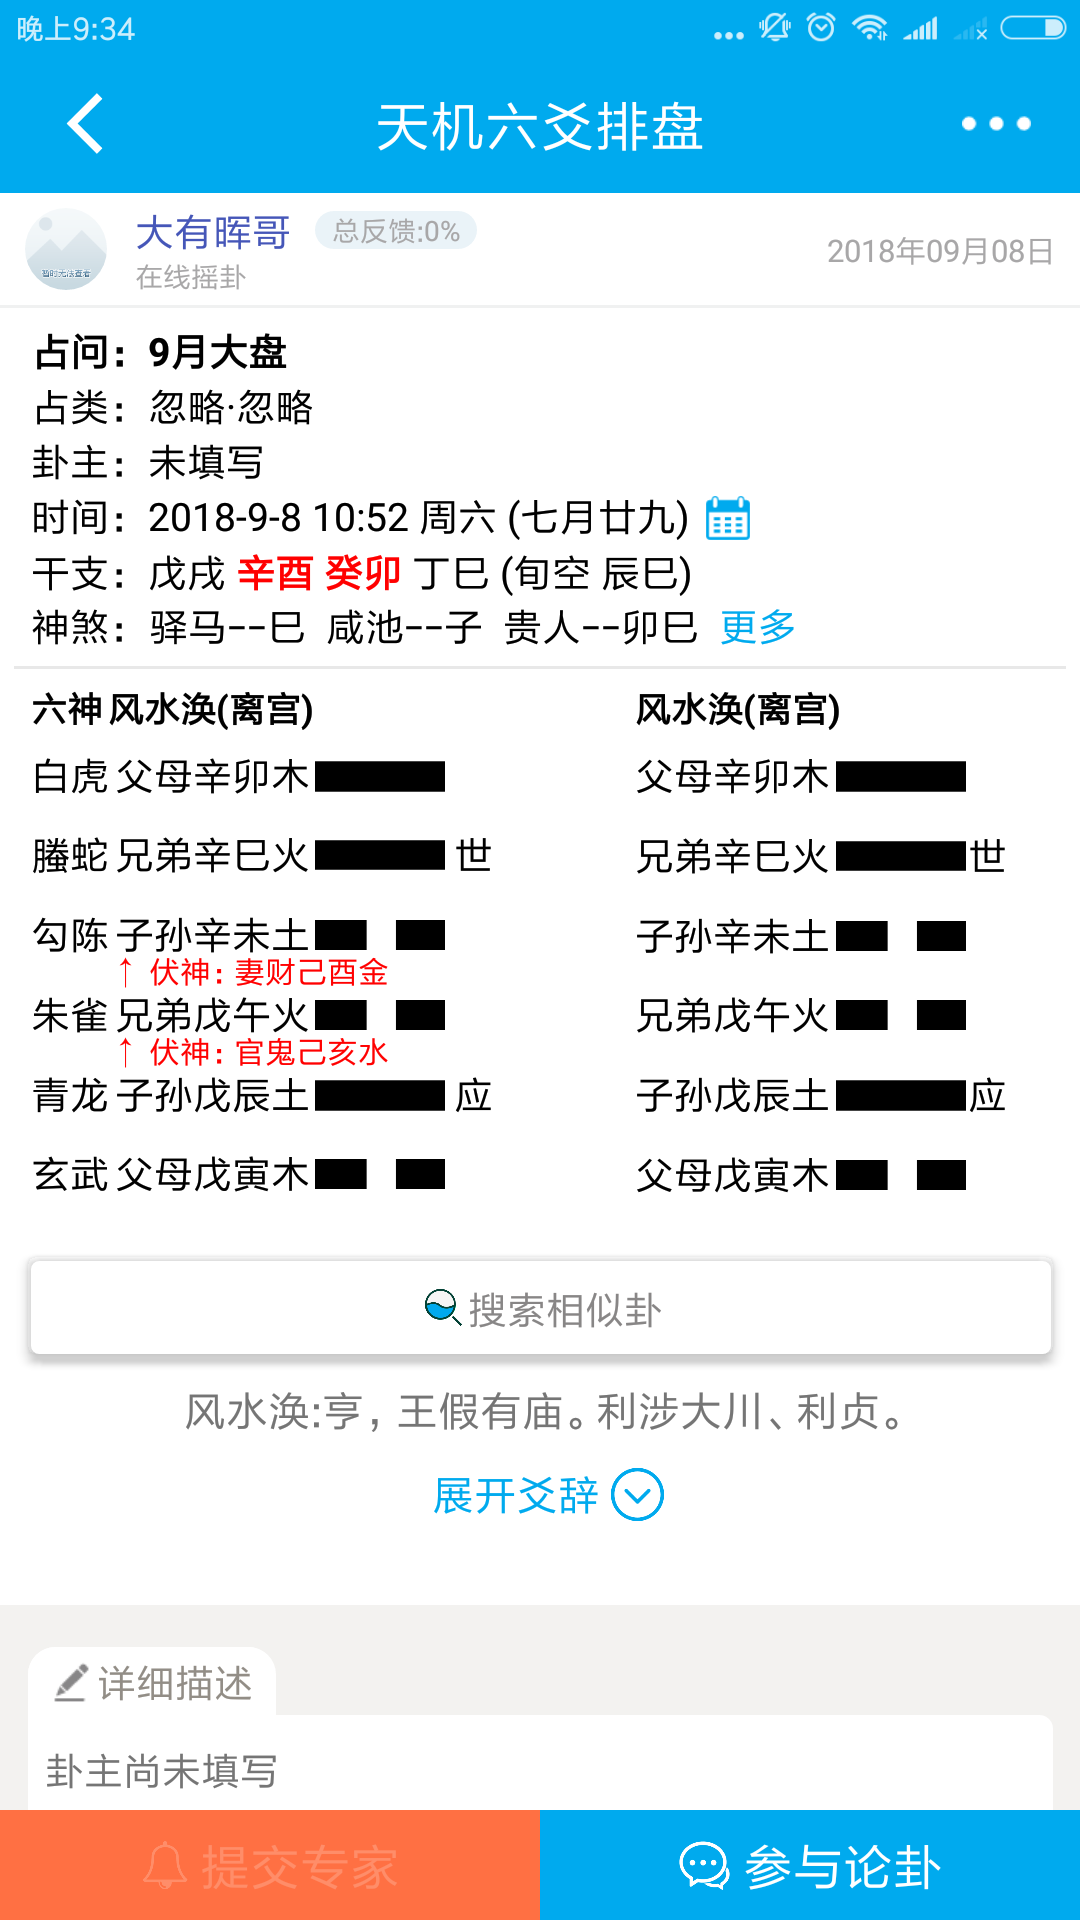 晚上9:34
天机六爻排盘
大有晖哥 总反馈:0%
在线摇卦
2018年09月08日
占问：9月大盘
占类：忽略·忽略
卦主：未填写
时间：2018-9-8 10:52 周六 (七月廿九)
干支：戊戌 辛酉 癸卯 丁巳 (旬空 辰巳)
神煞：驿马--巳 咸池--子 贵人--卯巳 更多
六神 风水涣(离宫) 风水涣(离宫)
白虎 父母辛卯木 父母辛卯木
螣蛇 兄弟辛巳火 世 兄弟辛巳火 世
勾陈 子孙辛未土 子孙辛未土
↑ 伏神：妻财己酉金
朱雀 兄弟戊午火 兄弟戊午火
↑ 伏神：官鬼己亥水
青龙 子孙戊辰土 应 子孙戊辰土 应
玄武 父母戊寅木 父母戊寅木
搜索相似卦
风水涣:亨，王假有庙。利涉大川、利贞。
展开爻辞
详细描述
卦主尚未填写
提交专家
参与论卦